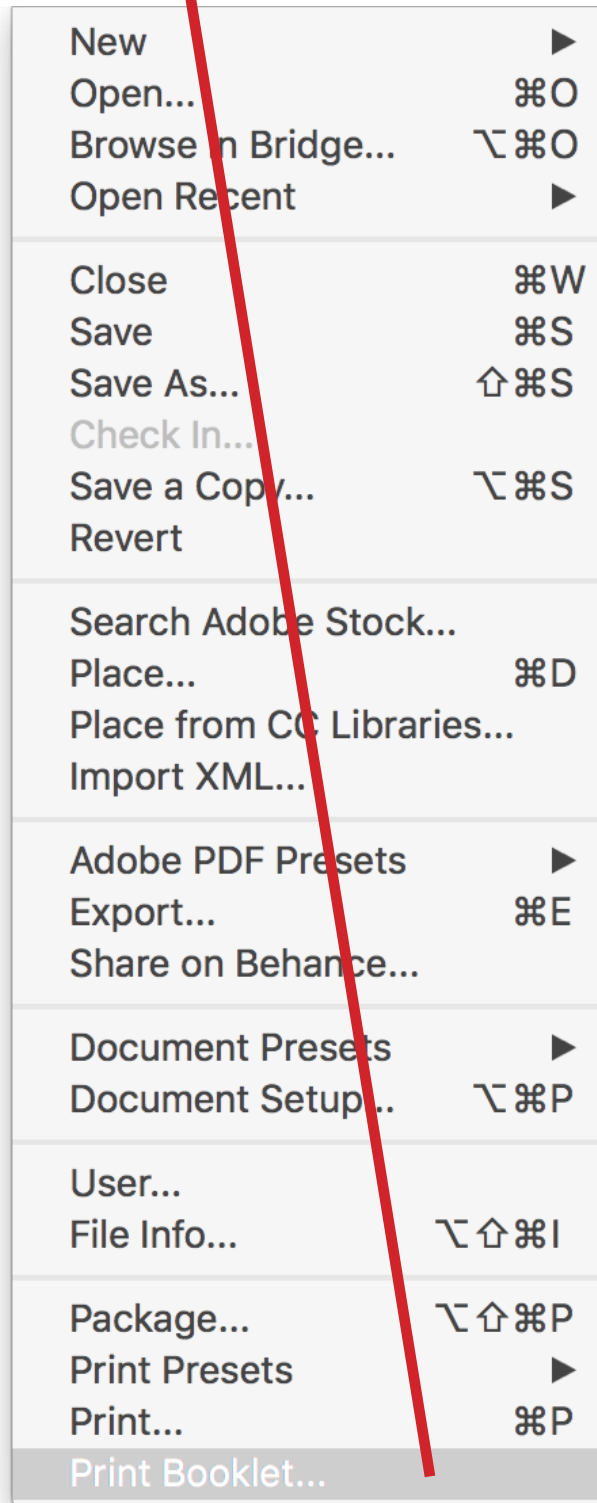 New ▶
Open... ⌘O
Browse in Bridge... ⌥⌘O
Open Recent ▶
Close ⌘W
Save ⌘S
Save As... ⇧⌘S
Check In...
Save a Copy... ⌥⌘S
Revert
Search Adobe Stock...
Place... ⌘D
Place from CC Libraries...
Import XML...
Adobe PDF Presets ▶
Export... ⌘E
Share on Behance...
Document Presets ▶
Document Setup... ⌥⌘P
User...
File Info... ⌥⇧⌘I
Package... ⌥⇧⌘P
Print Presets ▶
Print... ⌘P
Print Booklet...